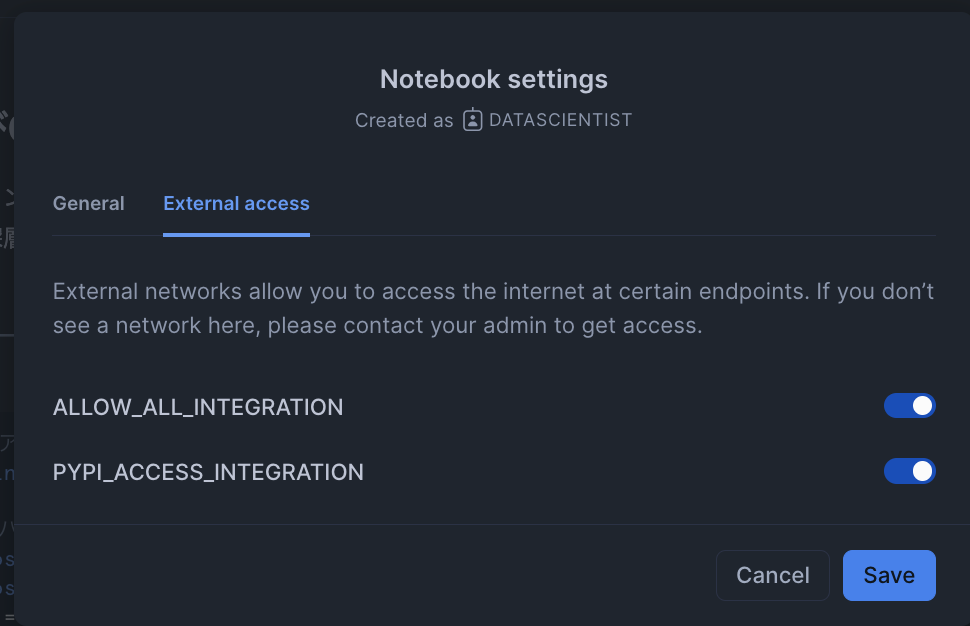 Notebook settings
Created as DATASCIENTIST
General
External access
External networks allow you to access the internet at certain endpoints. If you don’t
see a network here, please contact your admin to get access.
ALLOW_ALL_INTEGRATION
PYPI_ACCESS_INTEGRATION
Cancel
Save